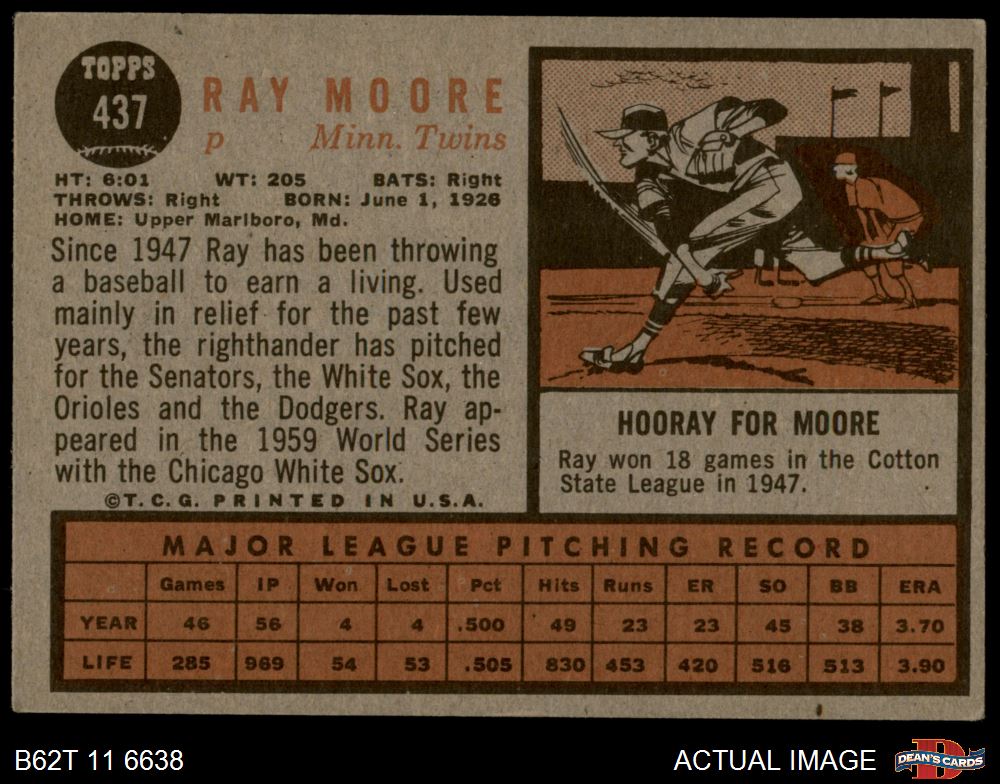 TOPPS
437
RAY MOORE
p Minn. Twins
HT: 6:01 WT: 205 BATS: Right
THROWS: Right BORN: June 1, 1926
HOME: Upper Marlboro, Md.
Since 1947 Ray has been throwing
a baseball to earn a living. Used
mainly in relief for the past few
years, the righthander has pitched
for the Senators, the White Sox, the
Orioles and the Dodgers. Ray ap-
peared in the 1959 World Series
with the Chicago White Sox.
©T.C.G. PRINTED IN U.S.A.
HOORAY FOR MOORE
Ray won 18 games in the Cotton
State League in 1947.
MAJOR LEAGUE PITCHING RECORD
Games IP Won Lost Pct Hits Runs ER SO BB ERA
YEAR 46 56 4 4 .500 49 23 23 45 38 3.70
LIFE 285 969 54 53 .505 830 453 420 516 513 3.90
B62T 11 6638
ACTUAL IMAGE
DEAN'S CARDS